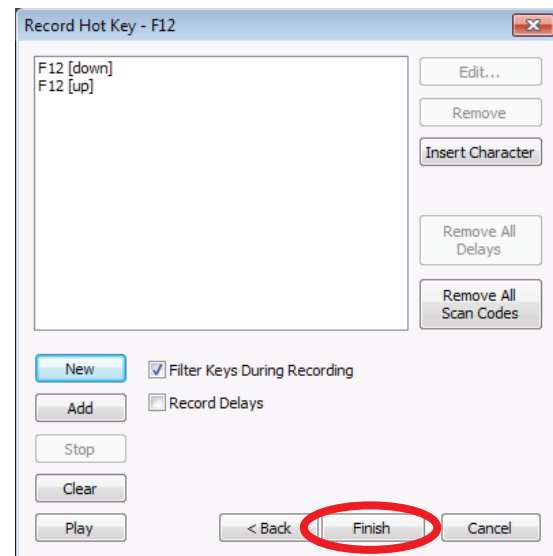 Record Hot Key - F12
F12 [down]
F12 [up]
Edit...
Remove
Insert Character
Remove All
Delays
Remove All
Scan Codes
New
Filter Keys During Recording
Add
Record Delays
Stop
Clear
Play
< Back
Finish
Cancel